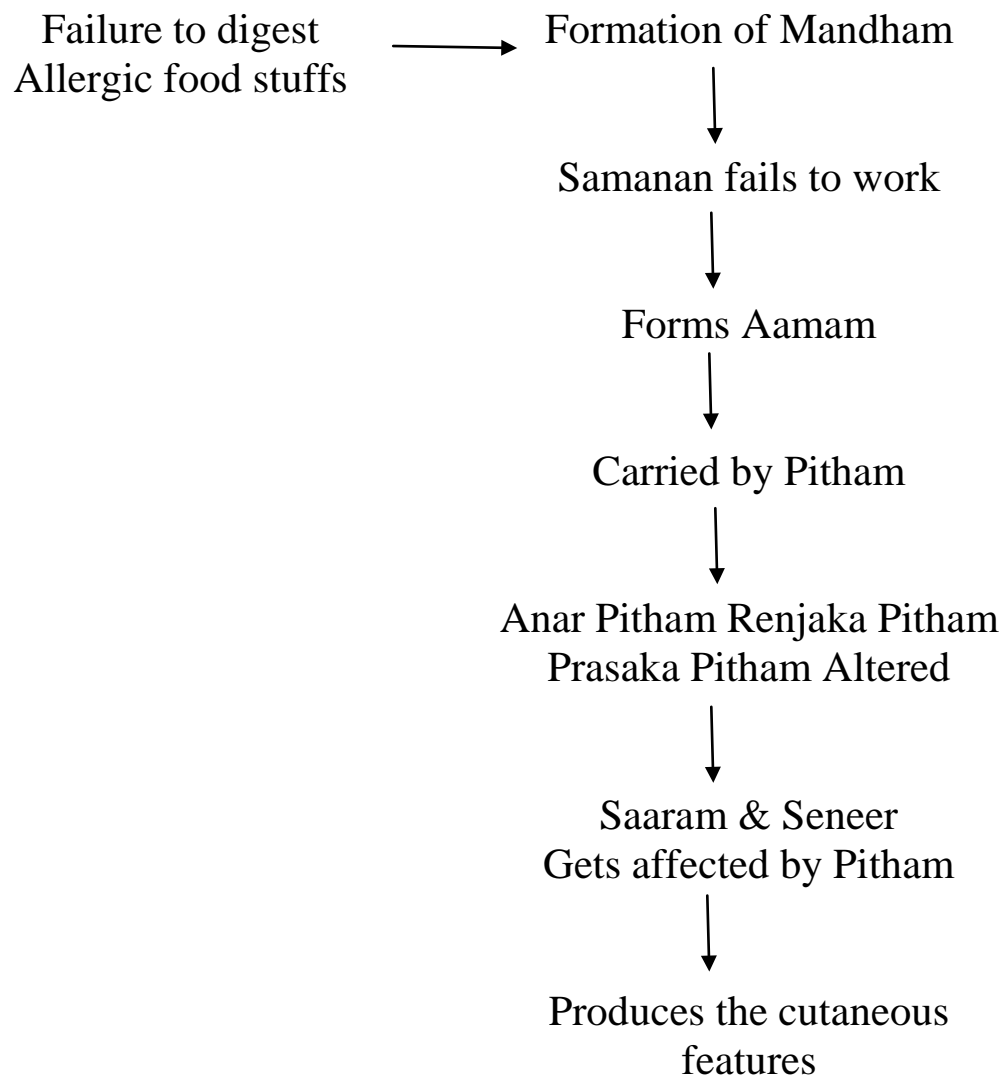 Failure to digest
Allergic food stuffs
Formation of Mandham
Samanan fails to work
Forms Aamam
Carried by Pitham
Anar Pitham Renjaka Pitham
Prasaka Pitham Altered
Saaram & Seneer
Gets affected by Pitham
Produces the cutaneous
features